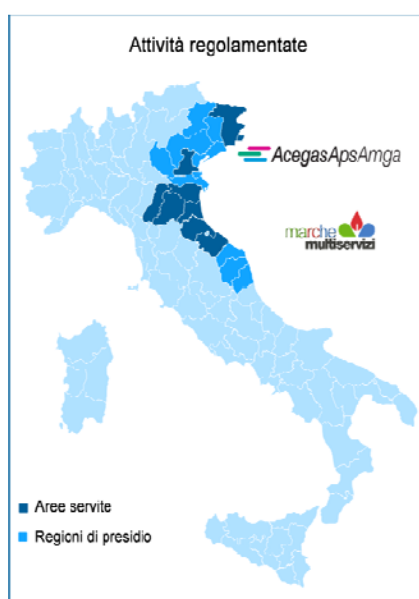 Attività regolamentate
AcegasApsAmga
marche
multiservizi
Aree servite
Regioni di presidio